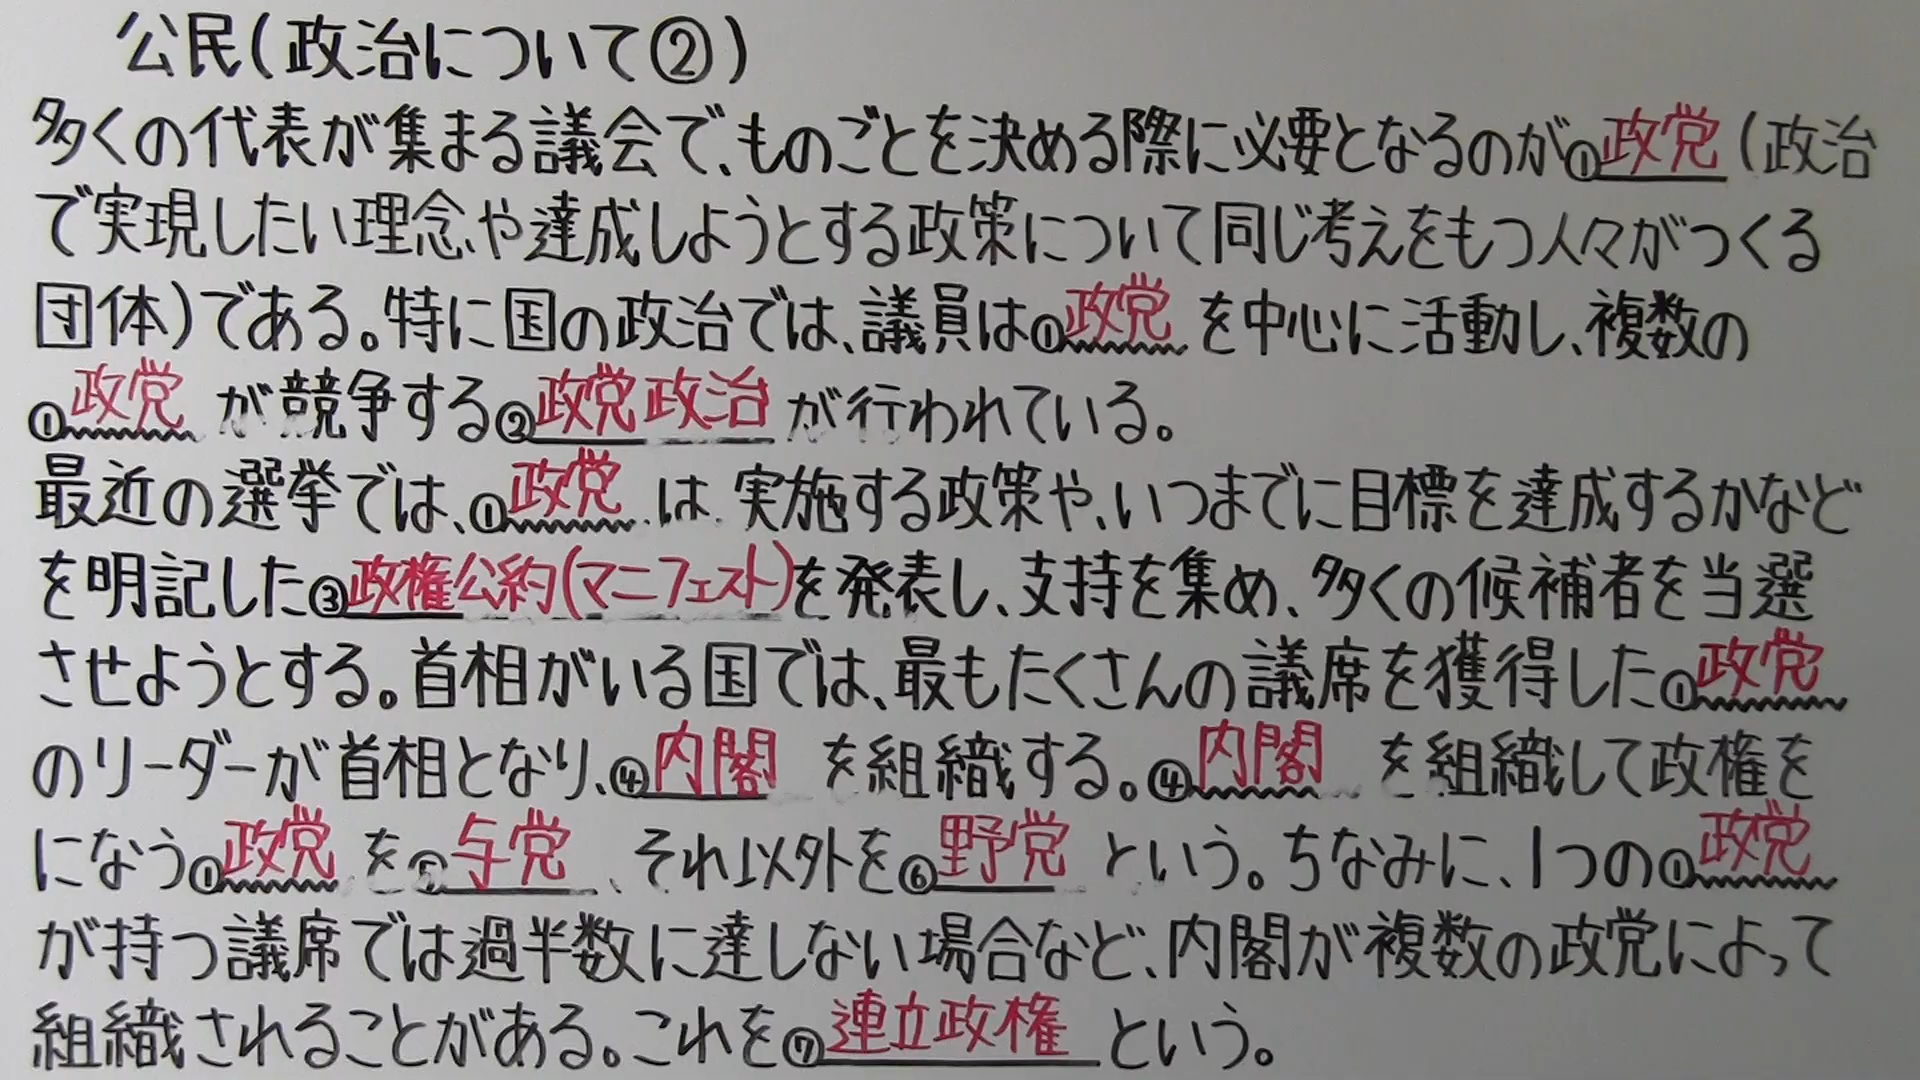 公民(政治について②)
多くの代表が集まる議会で、ものごとを決める際に必要となるのが①政党(政治
で実現したい理念や達成しようとする政策について同じ考えをもつ人々がつくる
団体)である。特に国の政治では、議員は①政党を中心に活動し、複数の
①政党が競争する②政党政治が行われている。
最近の選挙では、①政党は実施する政策や、いつまでに目標を達成するかなど
を明記した③政権公約(マニフェスト)を発表し、支持を集め、多くの候補者を当選
させようとする。首相がいる国では、最もたくさんの議席を獲得した①政党
のリーダーが首相となり、④内閣を組織する。④内閣を組織して政権を
になう①政党を⑤与党、それ以外を⑥野党という。ちなみに、1つの①政党
が持つ議席では過半数に達しない場合など、内閣が複数の政党によって
組織されることがある。これを⑦連立政権という。